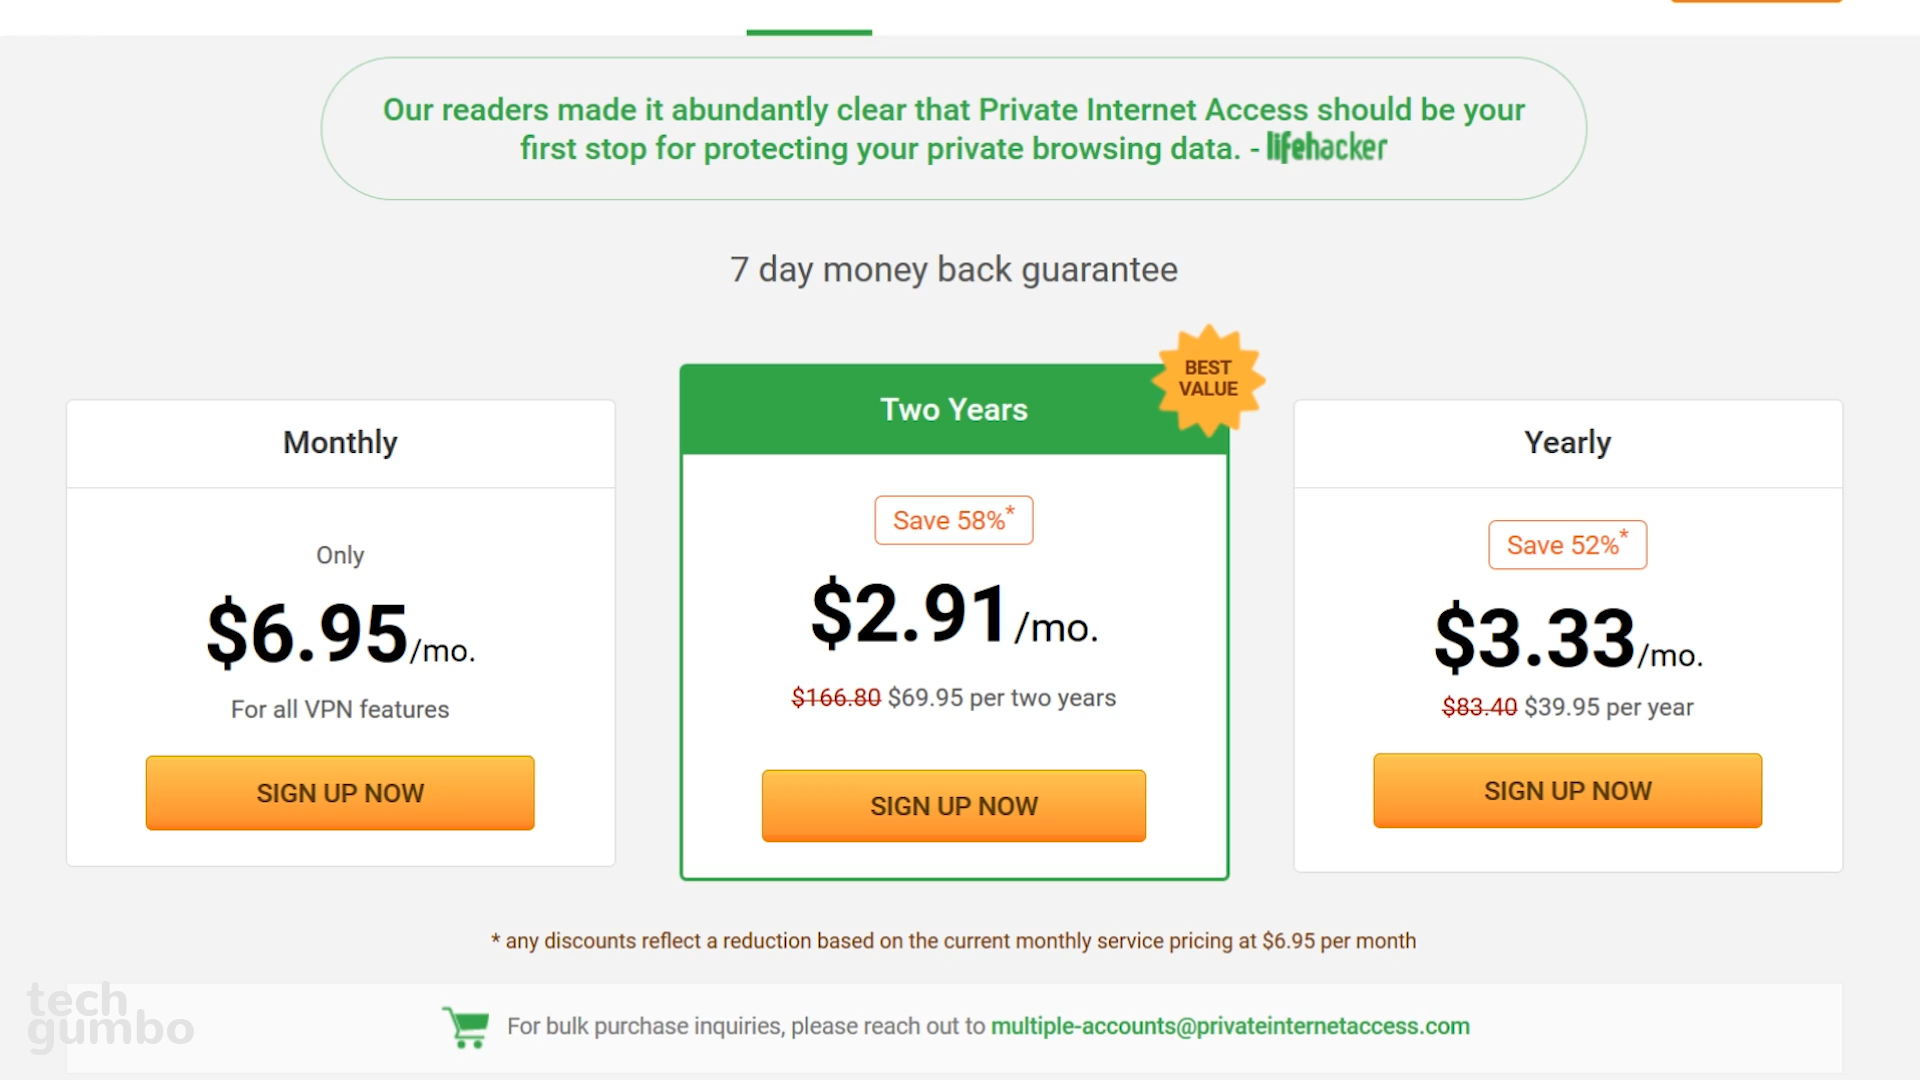 Our readers made it abundantly clear that Private Internet Access should be your
first stop for protecting your private browsing data. - lifehacker
7 day money back guarantee
Monthly
Only
$6.95/mo.
For all VPN features
SIGN UP NOW
BEST
VALUE
Two Years
Save 58%*
$2.91/mo.
$166.80 $69.95 per two years
SIGN UP NOW
Yearly
Save 52%*
$3.33/mo.
$83.40 $39.95 per year
SIGN UP NOW
* any discounts reflect a reduction based on the current monthly service pricing at $6.95 per month
For bulk purchase inquiries, please reach out to multiple-accounts@privateinternetaccess.com
tech
gumbo